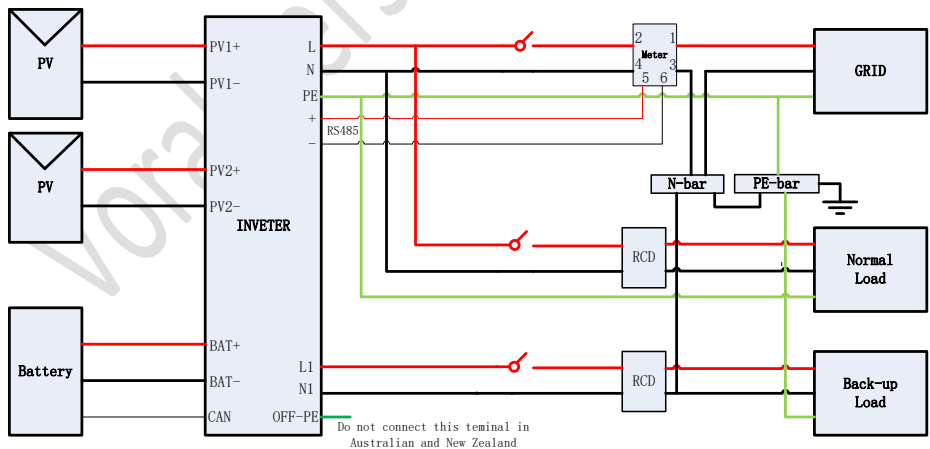 PV
PV1+
PV1-
PV
PV2+
PV2-
INVETER
Battery
BAT+
BAT-
CAN
L
N
PE
+
RS485
-
L1
N1
OFF-PE
Do not connect this teminal in
Australian and New Zealand
2 1
Meter
4 3
5 6
GRID
N-bar
PE-bar
RCD
Normal
Load
RCD
Back-up
Load